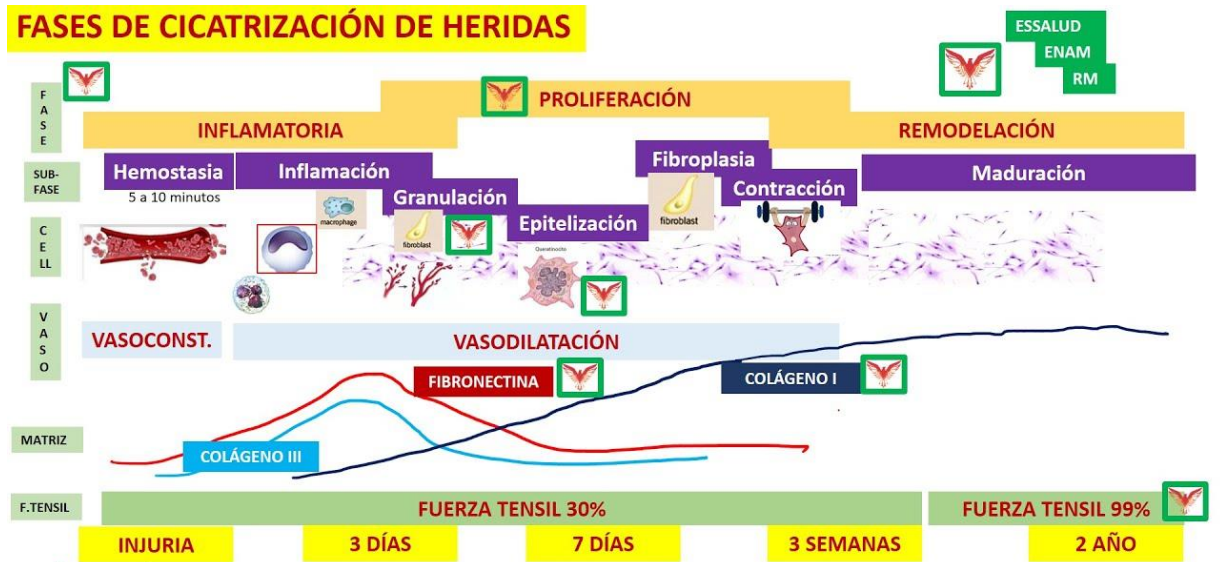 FASES DE CICATRIZACIÓN DE HERIDAS
ESSALUD
ENAM
RM
FASE
PROLIFERACIÓN
INFLAMATORIA
REMODELACIÓN
SUB-
FASE
Hemostasia
5 a 10 minutos
Inflamación
Granulación
Epitelización
Fibroplasia
Contracción
Maduración
CELL
macrophage
fibroblast
Queratinocito
fibroblast
VASO
VASOCONST.
VASODILATACIÓN
FIBRONECTINA
COLÁGENO I
MATRIZ
COLÁGENO III
F.TENSIL
FUERZA TENSIL 30%
FUERZA TENSIL 99%
INJURIA
3 DÍAS
7 DÍAS
3 SEMANAS
2 AÑO